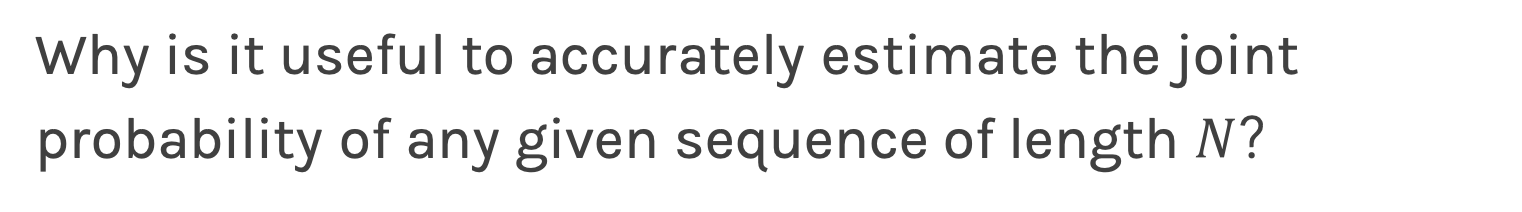 Why is it useful to accurately estimate the joint
probability of any given sequence of length N?